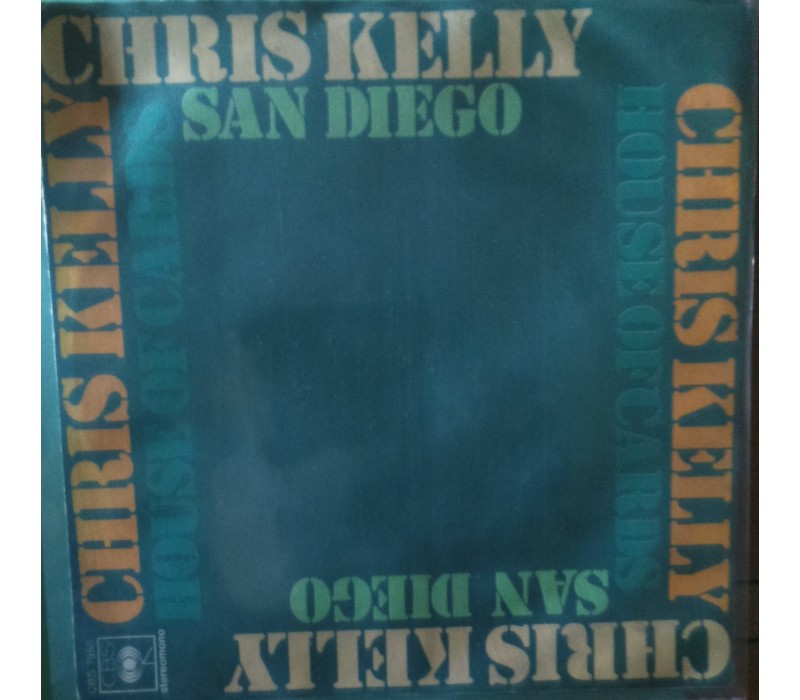 CHRIS KELLY
SAN DIEGO
CHRIS KELLY
HOUSE OF CARDS
CHRIS KELLY
HOUSE OF CARDS
SAN DIEGO
CHRIS KELLY
CBS
stereomono